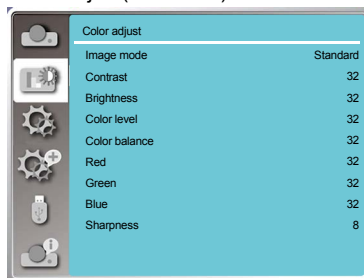 Color adjust
Image mode Standard
Contrast 32
Brightness 32
Color level 32
Color balance 32
Red 32
Green 32
Blue 32
Sharpness 8